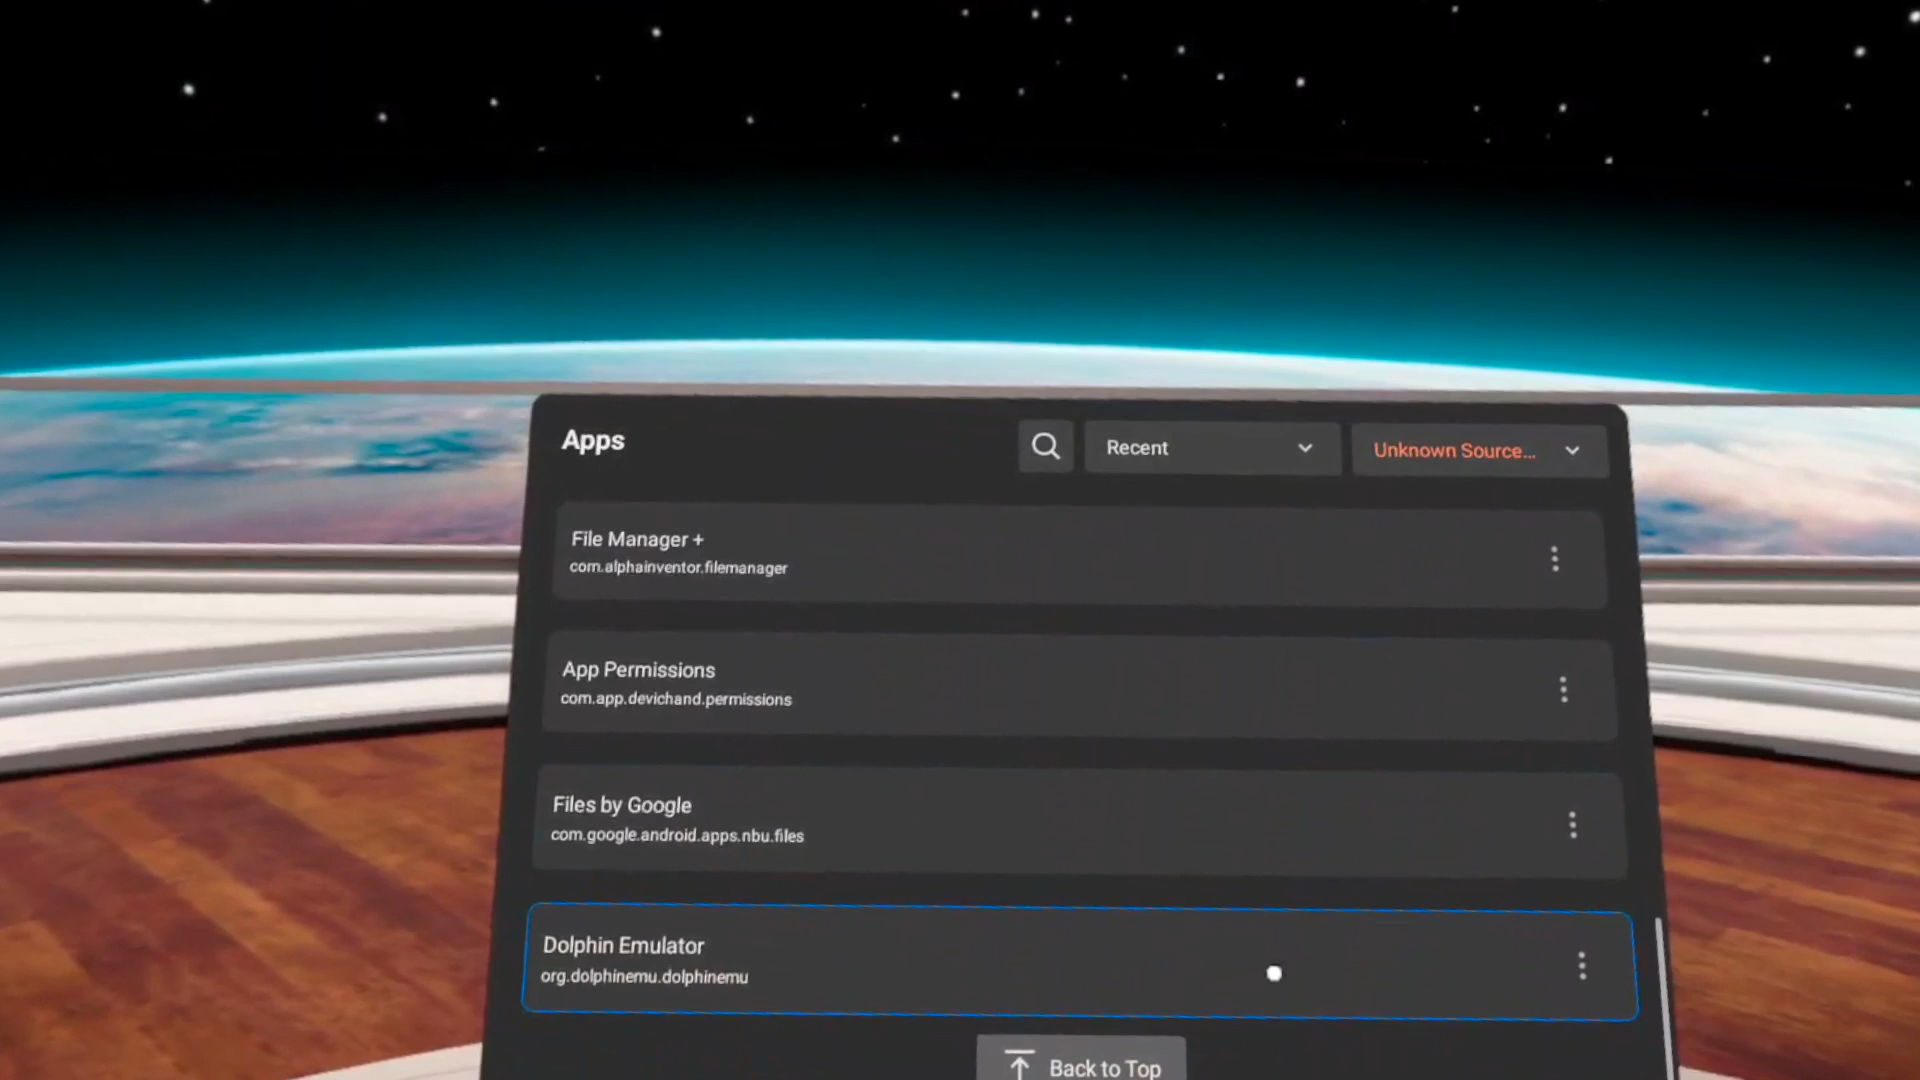 Apps
Recent
Unknown Source...
File Manager +
com.alphainventor.filemanager
App Permissions
com.app.devichand.permissions
Files by Google
com.google.android.apps.nbu.files
Dolphin Emulator
org.dolphinemu.dolphinemu
Back to Top